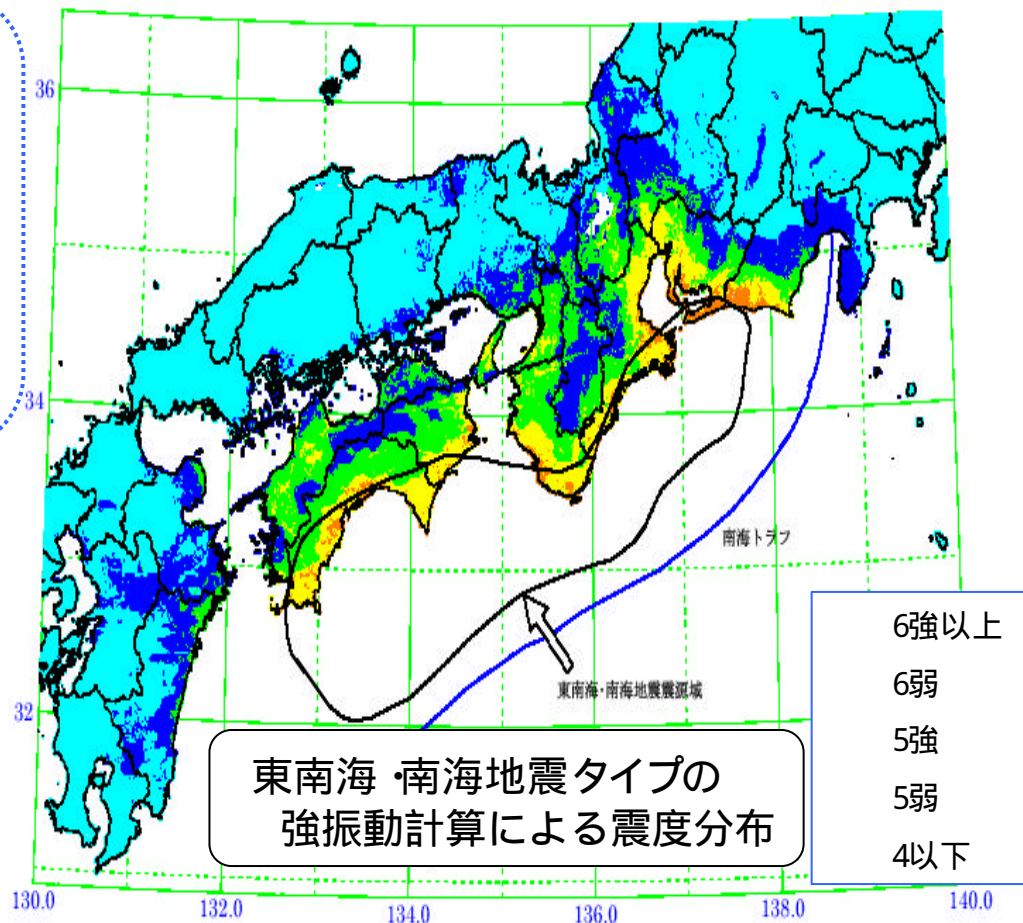 36
34
32
南海トラフ
東南海・南海地震震源域
6強以上
6弱
5強
5弱
4以下
東南海・南海地震タイプの
強振動計算による震度分布
130.0
132.0
134.0
136.0
138.0
140.0